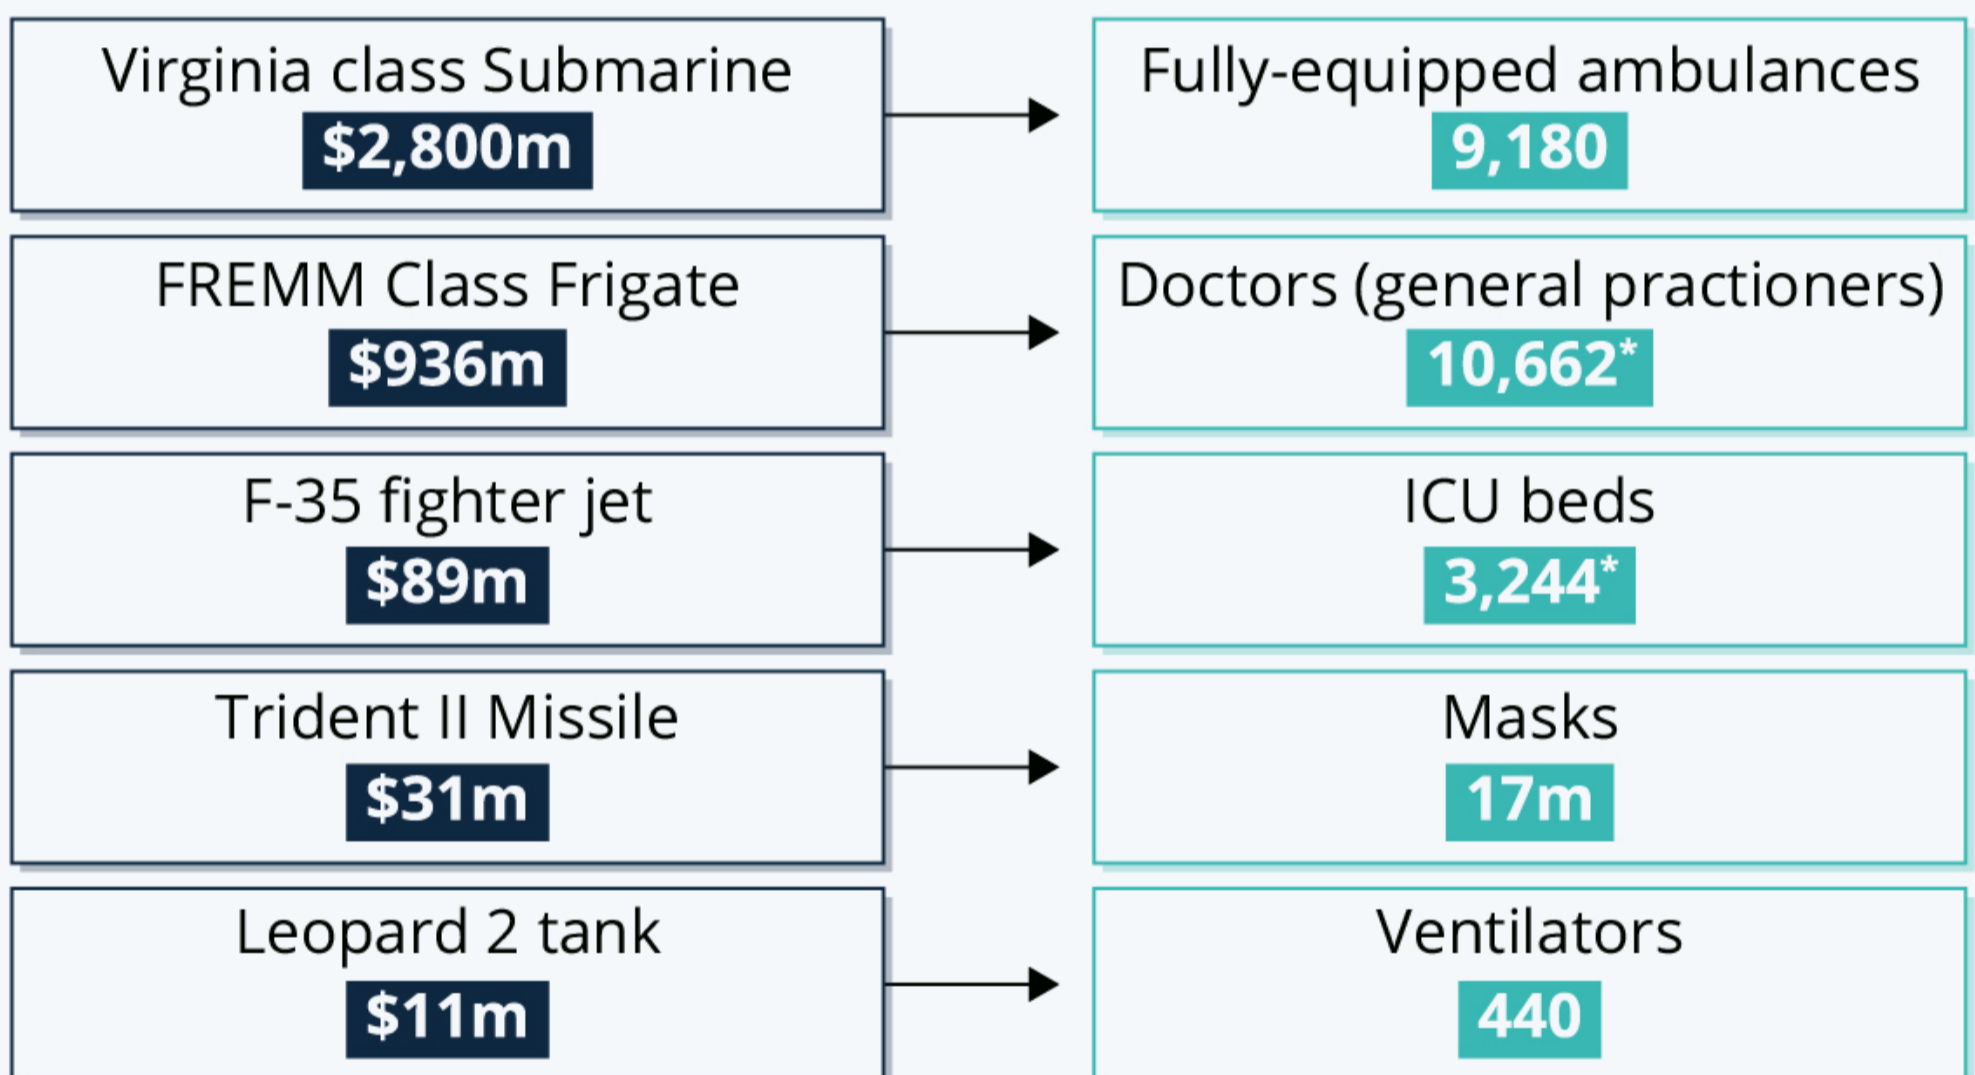 Virginia class Submarine
$2,800m
Fully-equipped ambulances
9,180
FREMM Class Frigate
$936m
Doctors (general practioners)
10,662*
F-35 fighter jet
$89m
ICU beds
3,244*
Trident II Missile
$31m
Masks
17m
Leopard 2 tank
$11m
Ventilators
440